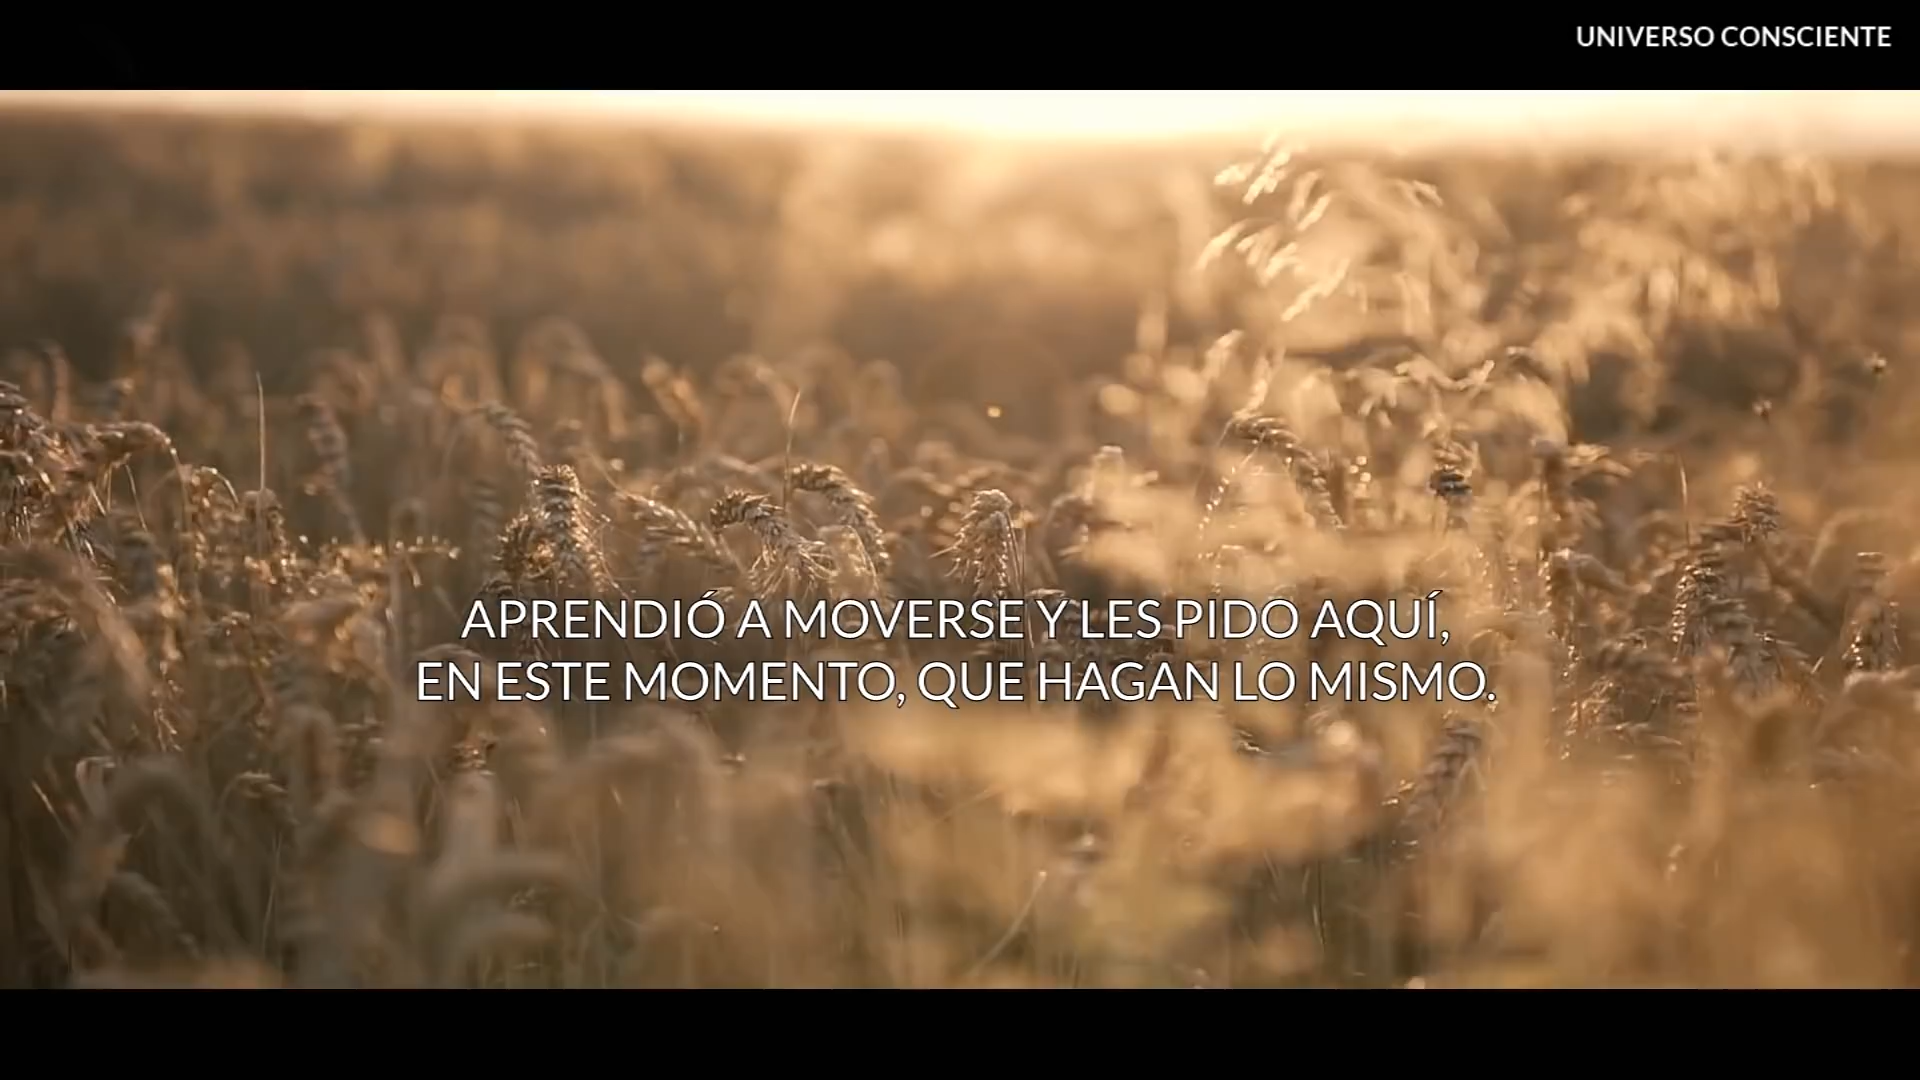 UNIVERSO CONSCIENTE
APRENDIÓ A MOVERSE Y LES PIDO AQUÍ,
EN ESTE MOMENTO, QUE HAGAN LO MISMO.